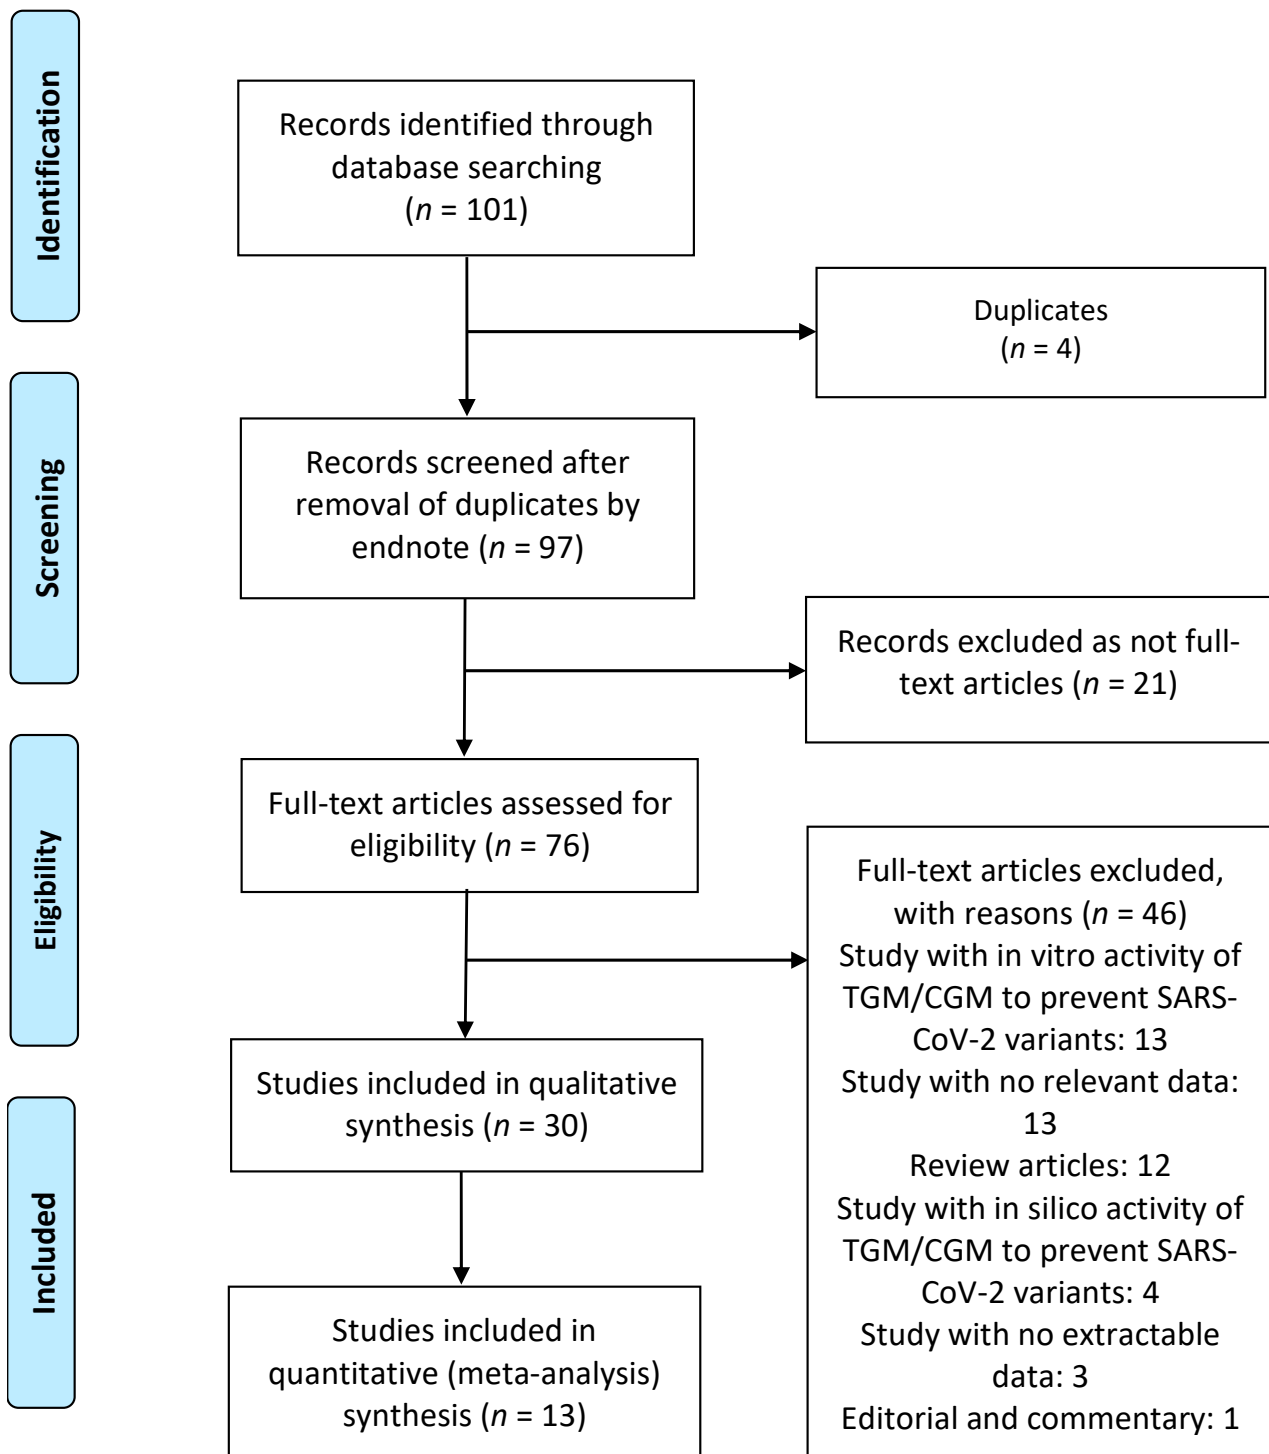 Identification
Records identified through
database searching
(n = 101)
Duplicates
(n = 4)
Screening
Records screened after
removal of duplicates by
endnote (n = 97)
Records excluded as not full-
text articles (n = 21)
Eligibility
Full-text articles assessed for
eligibility (n = 76)
Full-text articles excluded,
with reasons (n = 46)
Study with in vitro activity of
TGM/CGM to prevent SARS-
CoV-2 variants: 13
Study with no relevant data:
13
Review articles: 12
Study with in silico activity of
TGM/CGM to prevent SARS-
CoV-2 variants: 4
Study with no extractable
data: 3
Editorial and commentary: 1
Studies included in qualitative
synthesis (n = 30)
Included
Studies included in
quantitative (meta-analysis)
synthesis (n = 13)